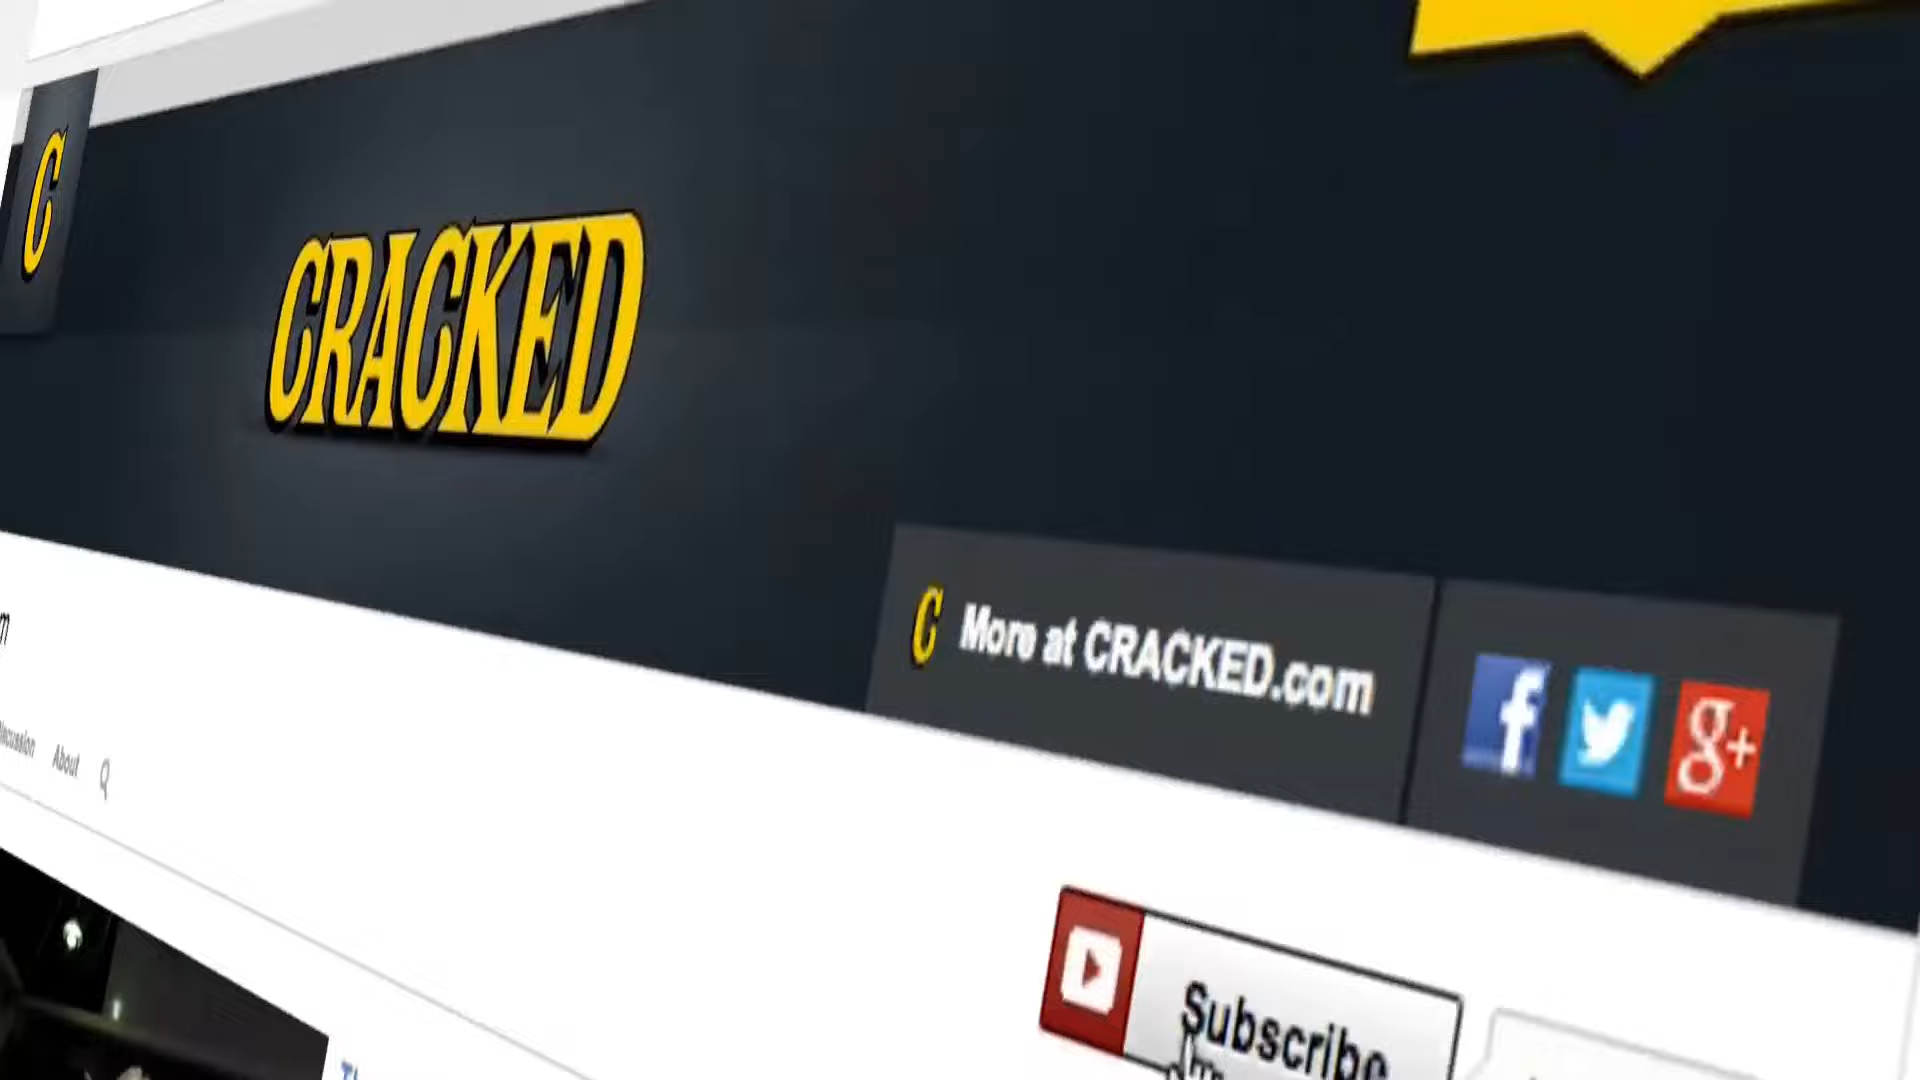 C
CRACKED
C More at CRACKED.com
f g+
About
Subscribe